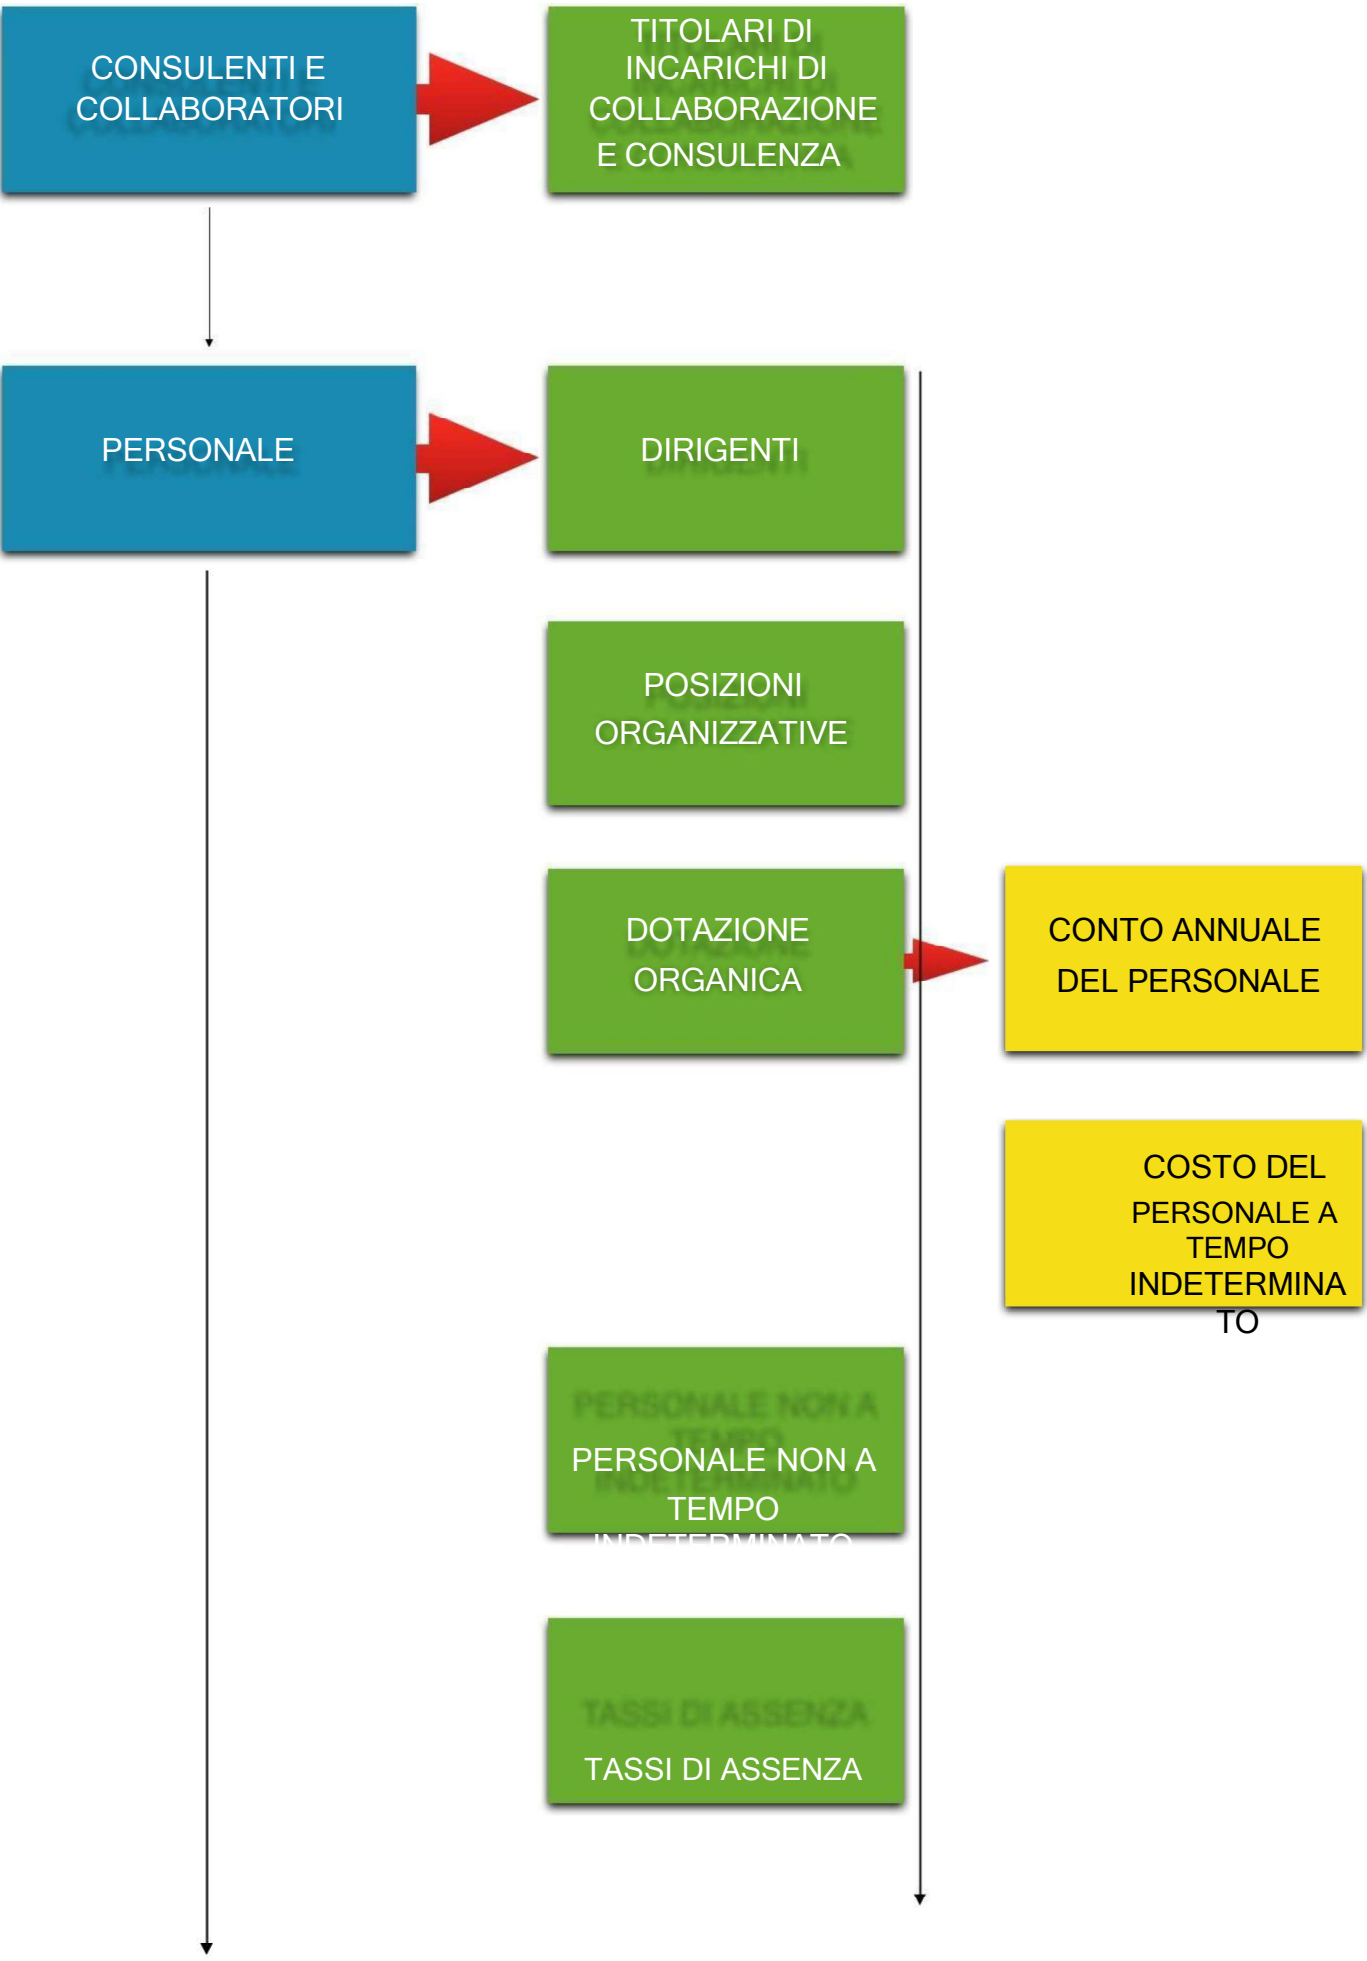 CONSULENTI E
COLLABORATORI
TITOLARI DI
INCARICHI DI
COLLABORAZIONE
E CONSULENZA
PERSONALE
DIRIGENTI
POSIZIONI
ORGANIZZATIVE
DOTAZIONE
ORGANICA
CONTO ANNUALE
DEL PERSONALE
COSTO DEL
PERSONALE A
TEMPO
INDETERMINA
TO
PERSONALE NON A
TEMPO
INDETERMINATO
TASSI DI ASSENZA